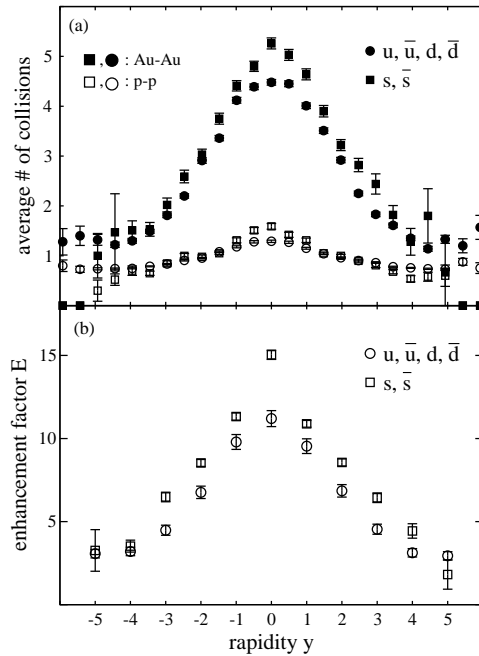 (a)
5
4
3
2
1
average # of collisions
, : Au-Au
, : p-p
u, u̅, d, d̅
s, s̅
(b)
15
10
5
enhancement factor E
u, u̅, d, d̅
s, s̅
-5 -4 -3 -2 -1 0 1 2 3 4 5 6
rapidity y